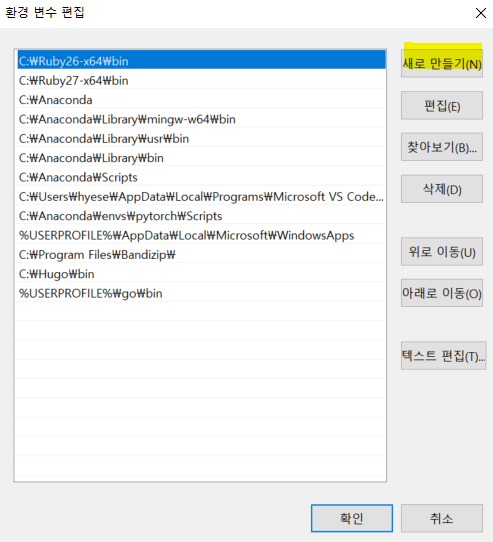 환경 변수 편집
C:₩Ruby26-x64₩bin
C:₩Ruby27-x64₩bin
C:₩Anaconda
C:₩Anaconda₩Library₩mingw-w64₩bin
C:₩Anaconda₩Library₩usr₩bin
C:₩Anaconda₩Library₩bin
C:₩Anaconda₩Scripts
C:₩Users₩hyese₩AppData₩Local₩Programs₩Microsoft VS Code...
C:₩Anaconda₩envs₩pytorch₩Scripts
%USERPROFILE%₩AppData₩Local₩Microsoft₩WindowsApps
C:₩Program Files₩Bandizip₩
C:₩Hugo₩bin
%USERPROFILE%₩go₩bin
새로 만들기(N)
편집(E)
찾아보기(B)...
삭제(D)
위로 이동(U)
아래로 이동(O)
텍스트 편집(T)...
확인
취소